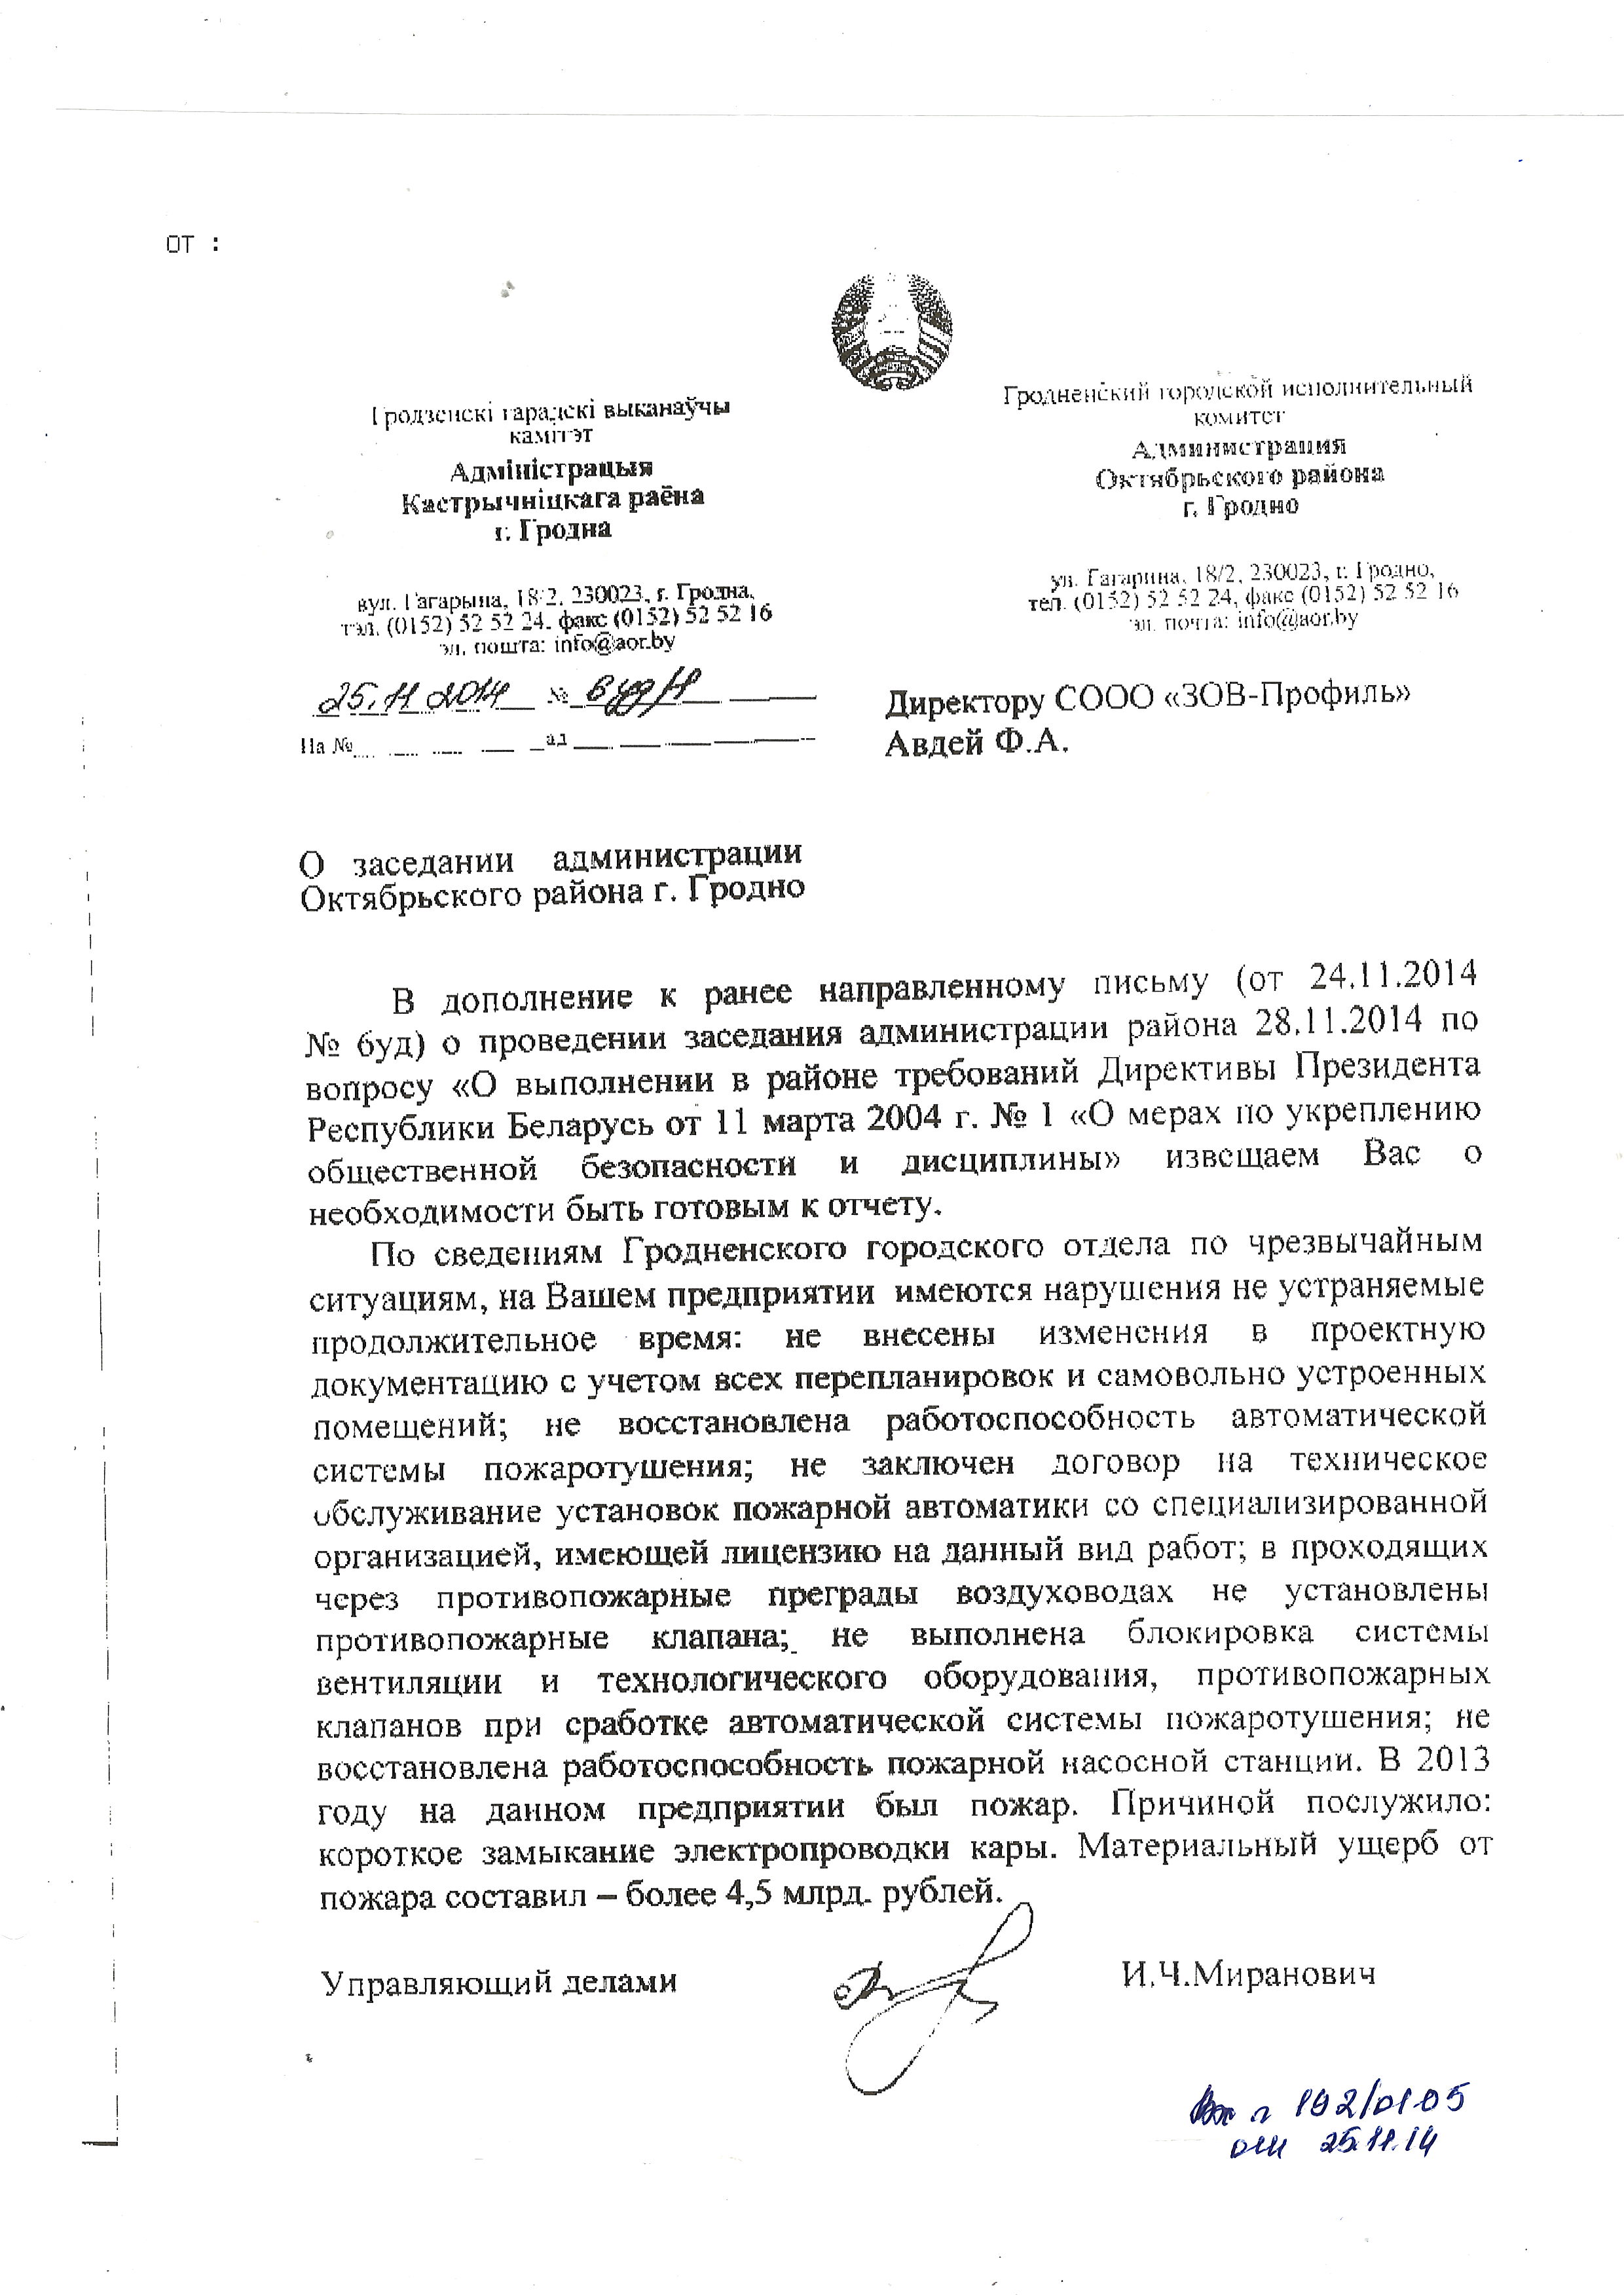 ОТ :
Гродзенскі гарадскі выканаўчы
камітэт
Адміністрацыя
Кастрычніцкага раёна
г. Гродна
вул. Гагарына, 18/2, 230023, г. Гродна,
тэл. (0152) 52 52 24, факс (0152) 52 52 16
эл. пошта: info@aor.by
Гродненский городской исполнительный
комитет
Администрация
Октябрьского района
г. Гродно
ул. Гагарина, 18/2, 230023, г. Гродно,
тел. (0152) 52 52 24, факс (0152) 52 52 16
эл. почта: info@aor.by
25.11.2014 № 6уд/1
На № ад
Директору СООО «ЗОВ-Профиль»
Авдей Ф.А.
О заседании администрации
Октябрьского района г. Гродно
В дополнение к ранее направленному письму (от 24.11.2014
№ 6уд) о проведении заседания администрации района 28.11.2014 по
вопросу «О выполнении в районе требований Директивы Президента
Республики Беларусь от 11 марта 2004 г. № 1 «О мерах по укреплению
общественной безопасности и дисциплины» извещаем Вас о
необходимости быть готовым к отчету.
По сведениям Гродненского городского отдела по чрезвычайным
ситуациям, на Вашем предприятии имеются нарушения не устраняемые
продолжительное время: не внесены изменения в проектную
документацию с учетом всех перепланировок и самовольно устроенных
помещений; не восстановлена работоспособность автоматической
системы пожаротушения; не заключен договор на техническое
обслуживание установок пожарной автоматики со специализированной
организацией, имеющей лицензию на данный вид работ; в проходящих
через противопожарные преграды воздуховодах не установлены
противопожарные клапана; не выполнена блокировка системы
вентиляции и технологического оборудования, противопожарных
клапанов при сработке автоматической системы пожаротушения; не
восстановлена работоспособность пожарной насосной станции. В 2013
году на данном предприятии был пожар. Причиной послужило:
короткое замыкание электропроводки кары. Материальный ущерб от
пожара составил – более 4,5 млрд. рублей.
Управляющий делами И.Ч.Миранович
192/01.05
25.11.14